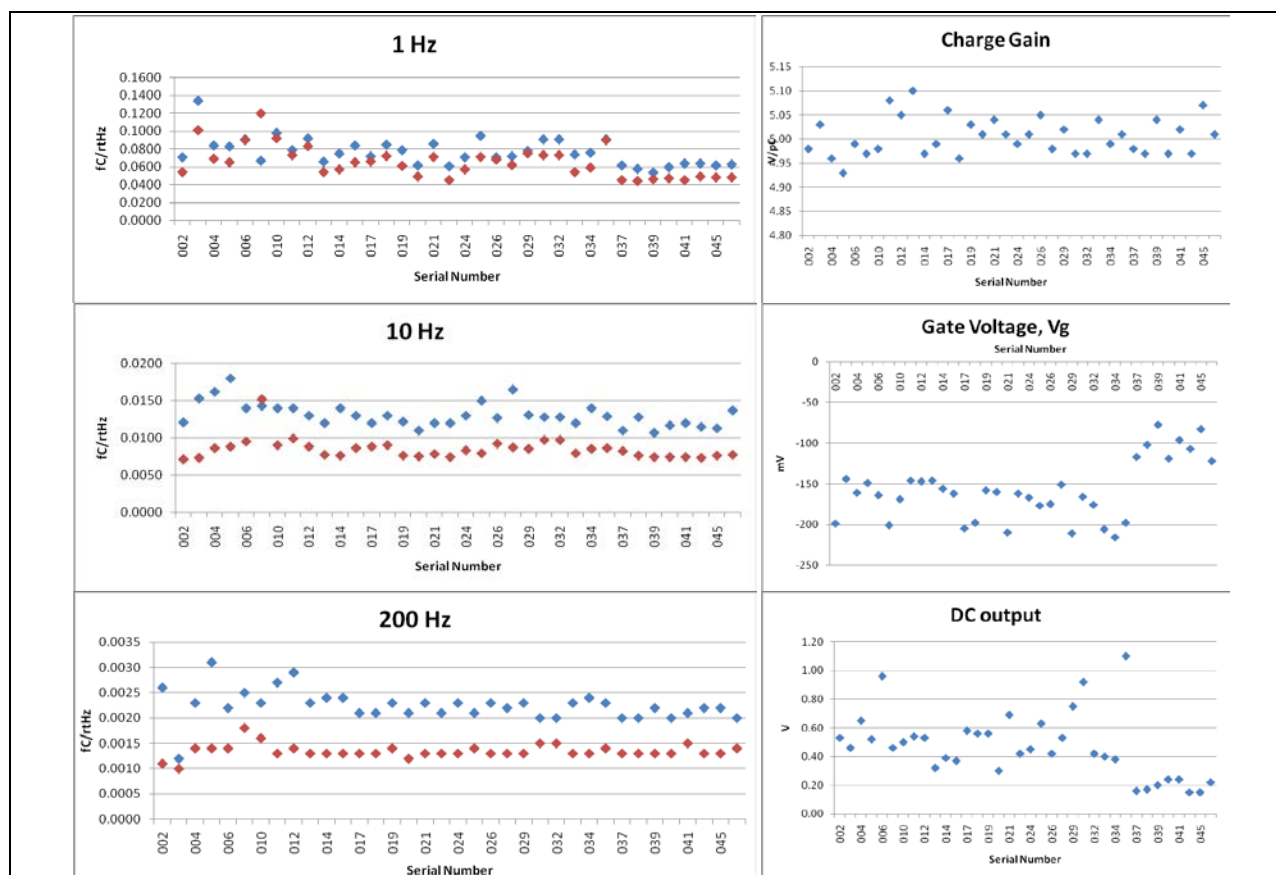 1 Hz
0.1600
0.1400
0.1200
0.1000
0.0800
0.0600
0.0400
0.0200
0.0000
fC/rtHz
002 004 006 010 012 014 017 019 021 024 026 029 032 034 037 039 041 045
Serial Number
Charge Gain
5.15
5.10
5.05
5.00
4.95
4.90
4.85
4.80
V/pC
002 004 006 010 012 014 017 019 021 024 026 029 032 034 037 039 041 045
Serial Number
10 Hz
0.0200
0.0150
0.0100
0.0050
0.0000
fC/rtHz
002 004 006 010 012 014 017 019 021 024 026 029 032 034 037 039 041 045
Serial Number
Gate Voltage, Vg
Serial Number
0
-50
-100
-150
-200
-250
mV
002 004 006 010 012 014 017 019 021 024 026 029 032 034 037 039 041 045
200 Hz
0.0035
0.0030
0.0025
0.0020
0.0015
0.0010
0.0005
0.0000
fC/rtHz
002 004 006 010 012 014 017 019 021 024 026 029 032 034 037 039 041 045
Serial Number
DC output
1.20
1.00
0.80
0.60
0.40
0.20
0.00
V
002 004 006 010 012 014 017 019 021 024 026 029 032 034 037 039 041 045
Serial Number